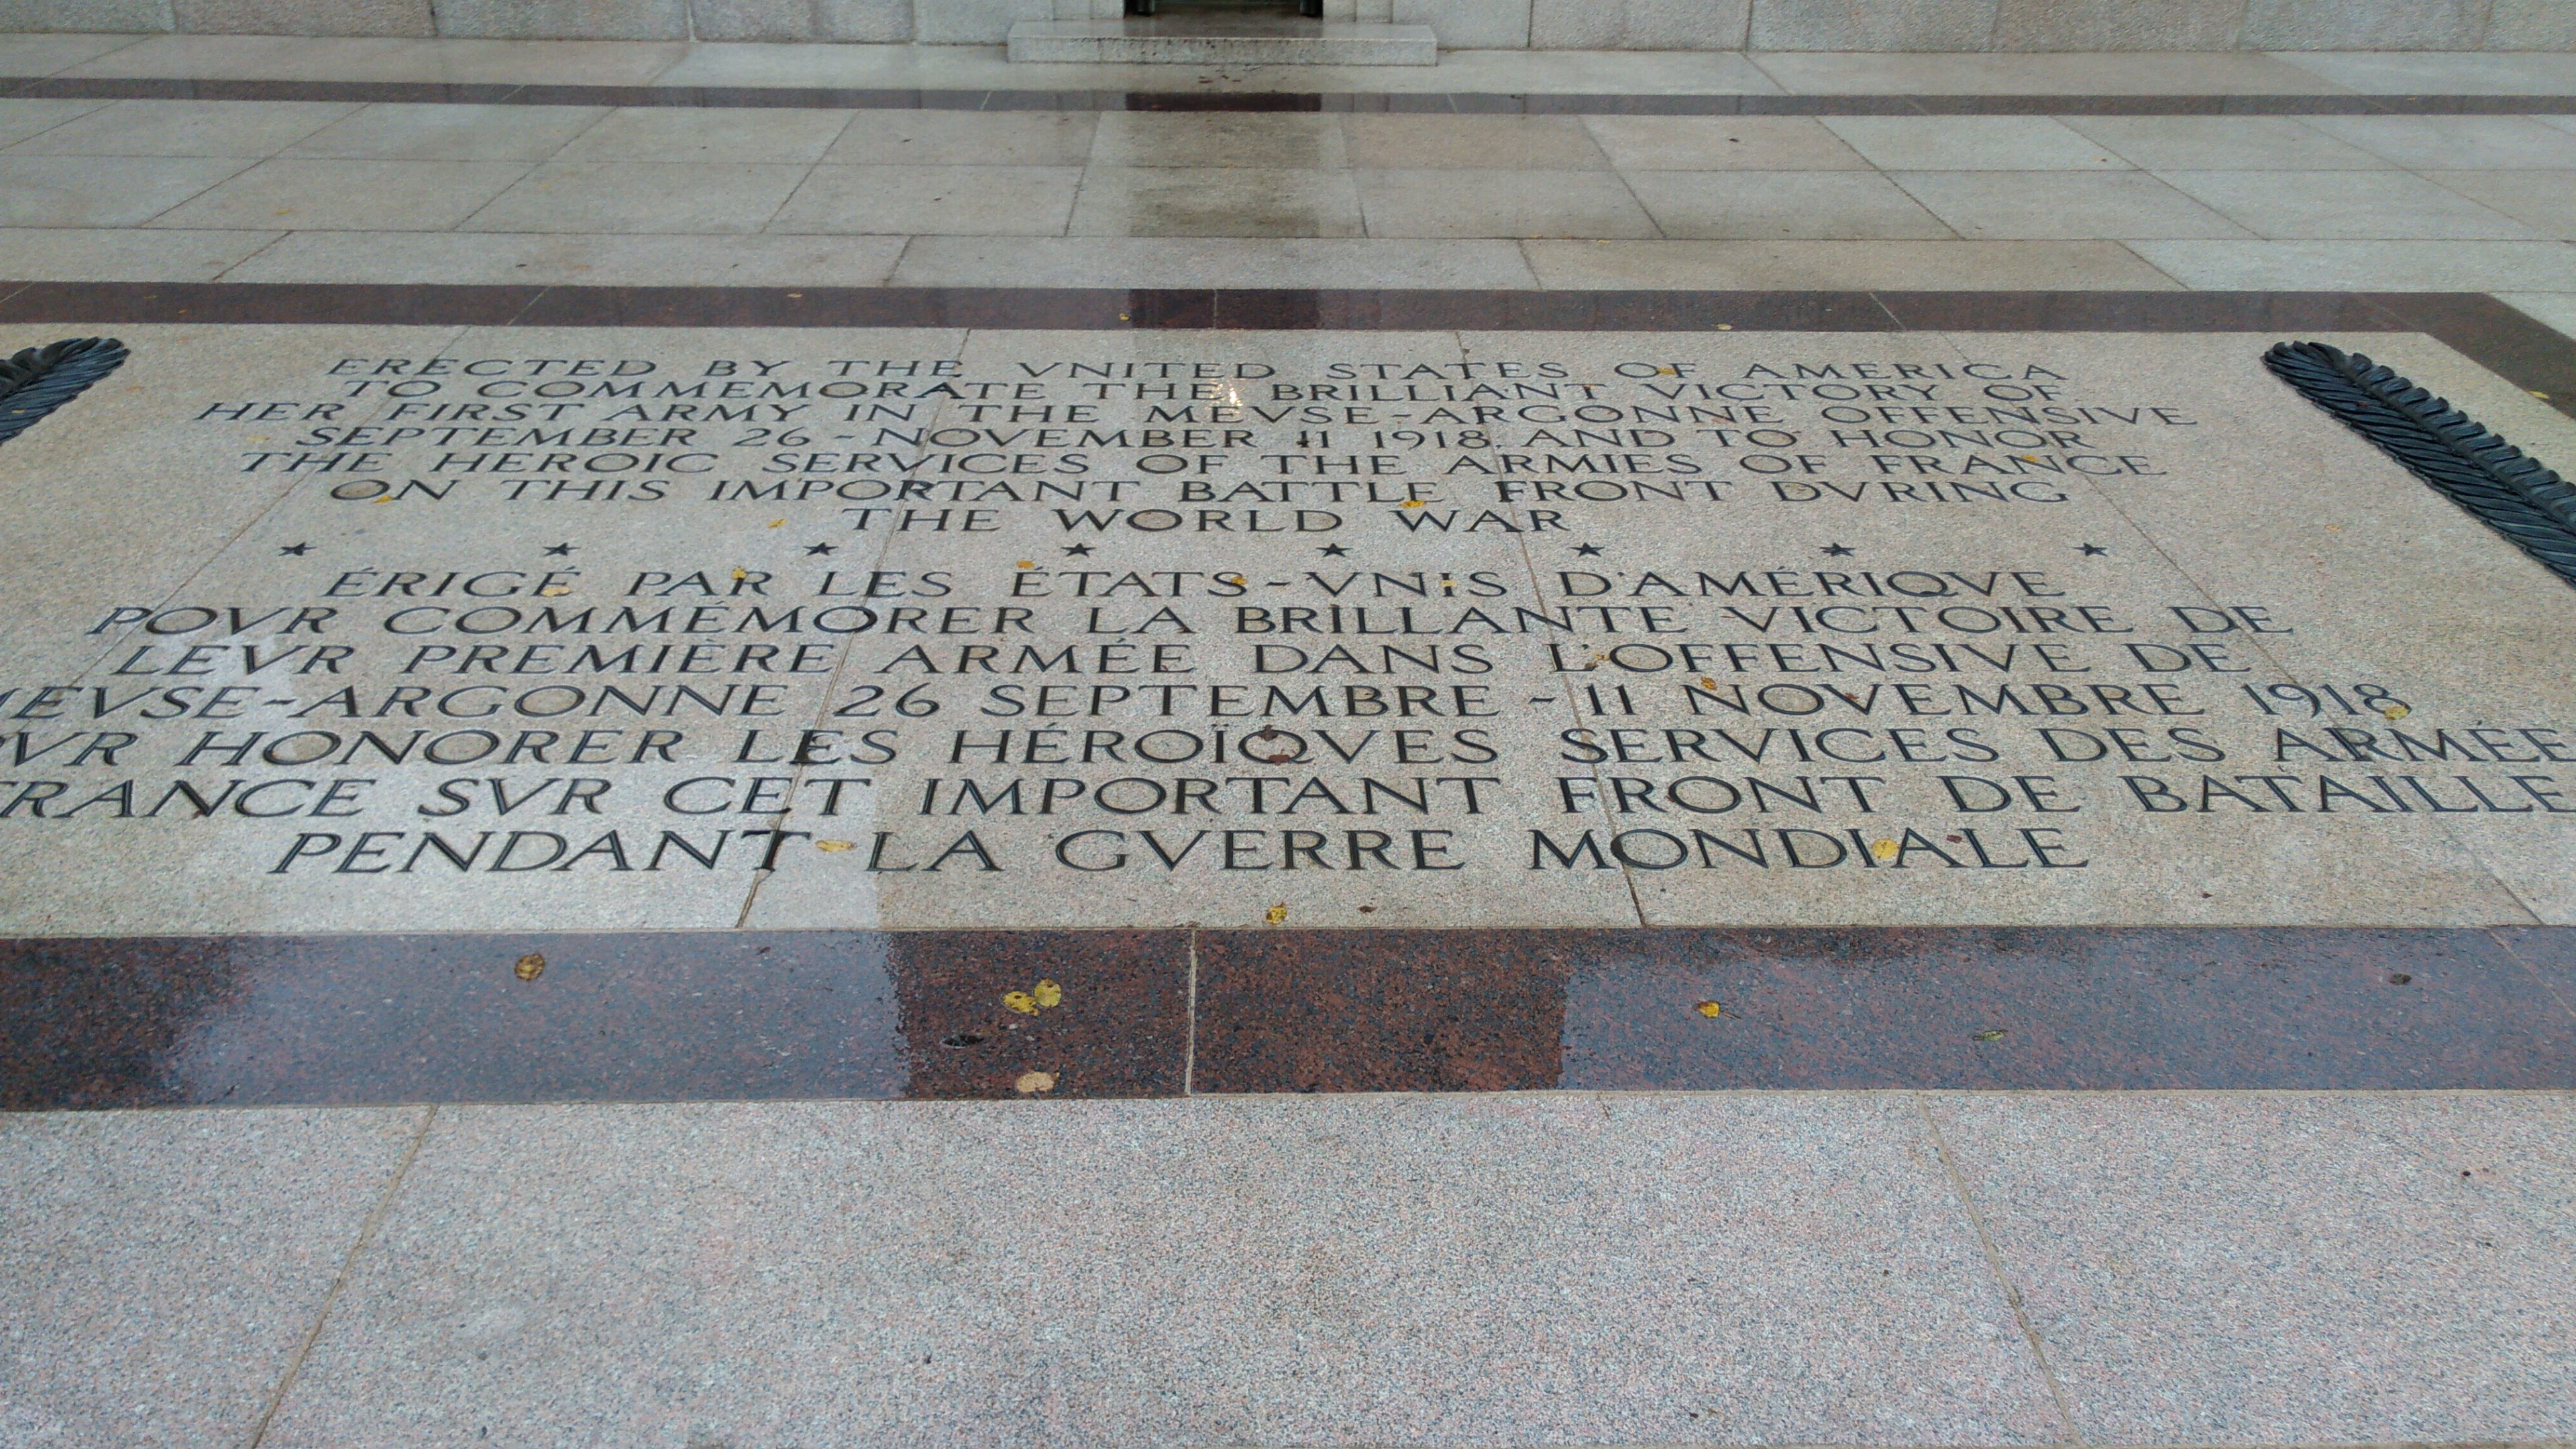 ERECTED BY THE VNITED STATES OF AMERICA
TO COMMEMORATE THE BRILLIANT VICTORY OF
HER FIRST ARMY IN THE MEVSE-ARGONNE OFFENSIVE
SEPTEMBER 26 - NOVEMBER 11 1918 AND TO HONOR
THE HEROIC SERVICES OF THE ARMIES OF FRANCE
ON THIS IMPORTANT BATTLE FRONT DVRING
THE WORLD WAR
ÉRIGÉ PAR LES ÉTATS-VNIS D'AMÉRIQVE
POVR COMMÉMORER LA BRILLANTE VICTOIRE DE
LEVR PREMIÈRE ARMÉE DANS L'OFFENSIVE DE
MEVSE-ARGONNE 26 SEPTEMBRE - 11 NOVEMBRE 1918
HONORER LES HÉROÏQVES SERVICES DES ARMÉE
FRANCE SVR CET IMPORTANT FRONT DE BATAILLE
PENDANT LA GVERRE MONDIALE